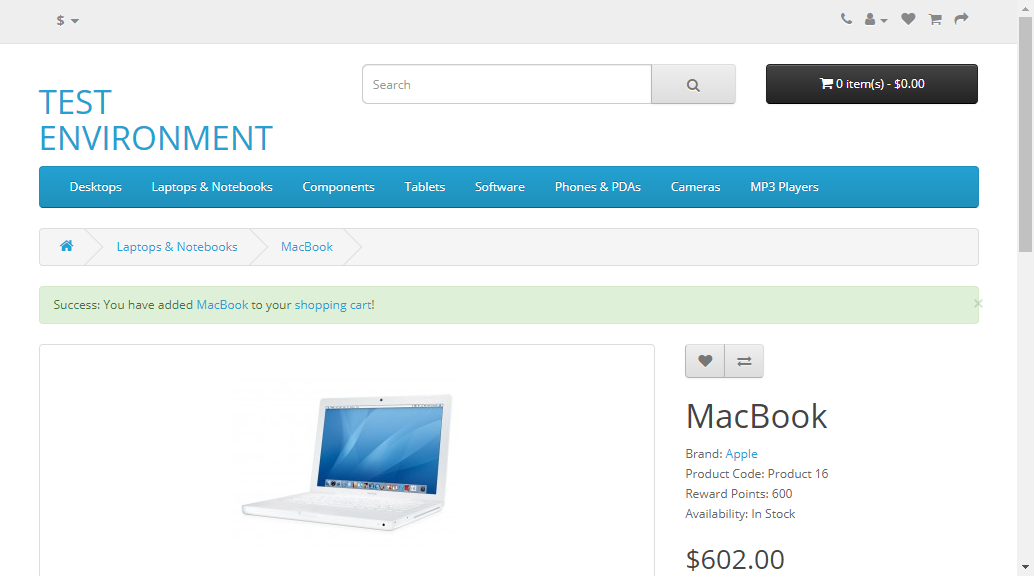 $
Search
0 item(s) - $0.00
TEST
ENVIRONMENT
Desktops
Laptops & Notebooks
Components
Tablets
Software
Phones & PDAs
Cameras
MP3 Players
Laptops & Notebooks
MacBook
Success: You have added MacBook to your shopping cart!
×
MacBook
Brand: Apple
Product Code: Product 16
Reward Points: 600
Availability: In Stock
$602.00